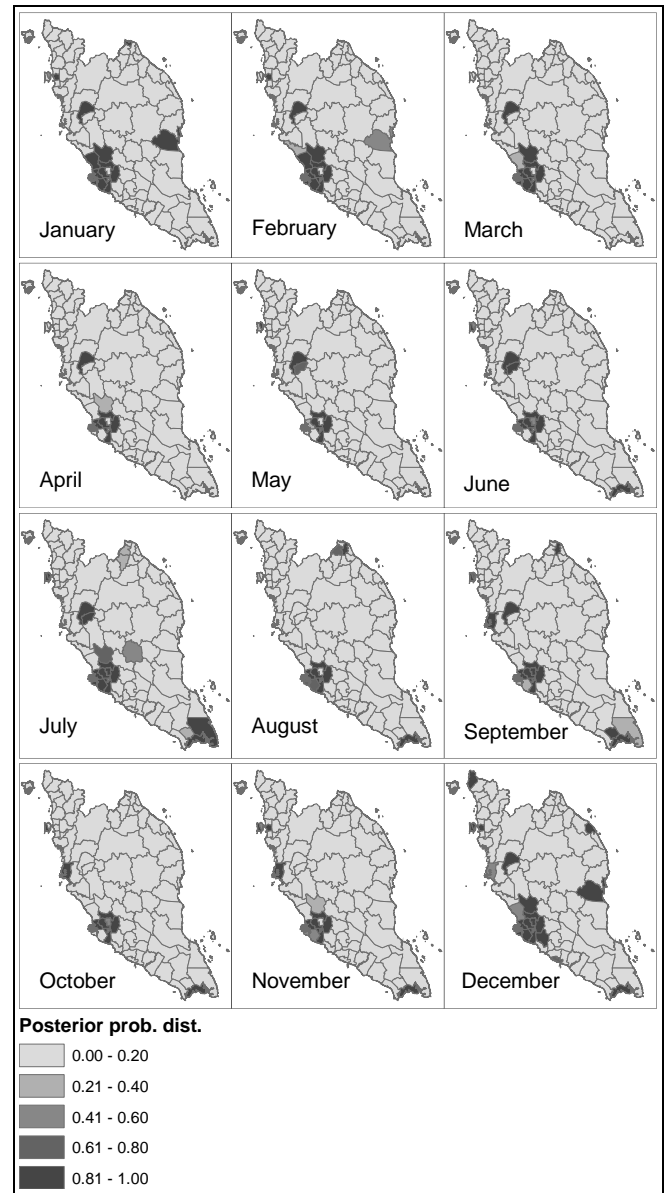 January
February
March
April
May
June
July
August
September
October
November
December
Posterior prob. dist.
0.00 - 0.20
0.21 - 0.40
0.41 - 0.60
0.61 - 0.80
0.81 - 1.00